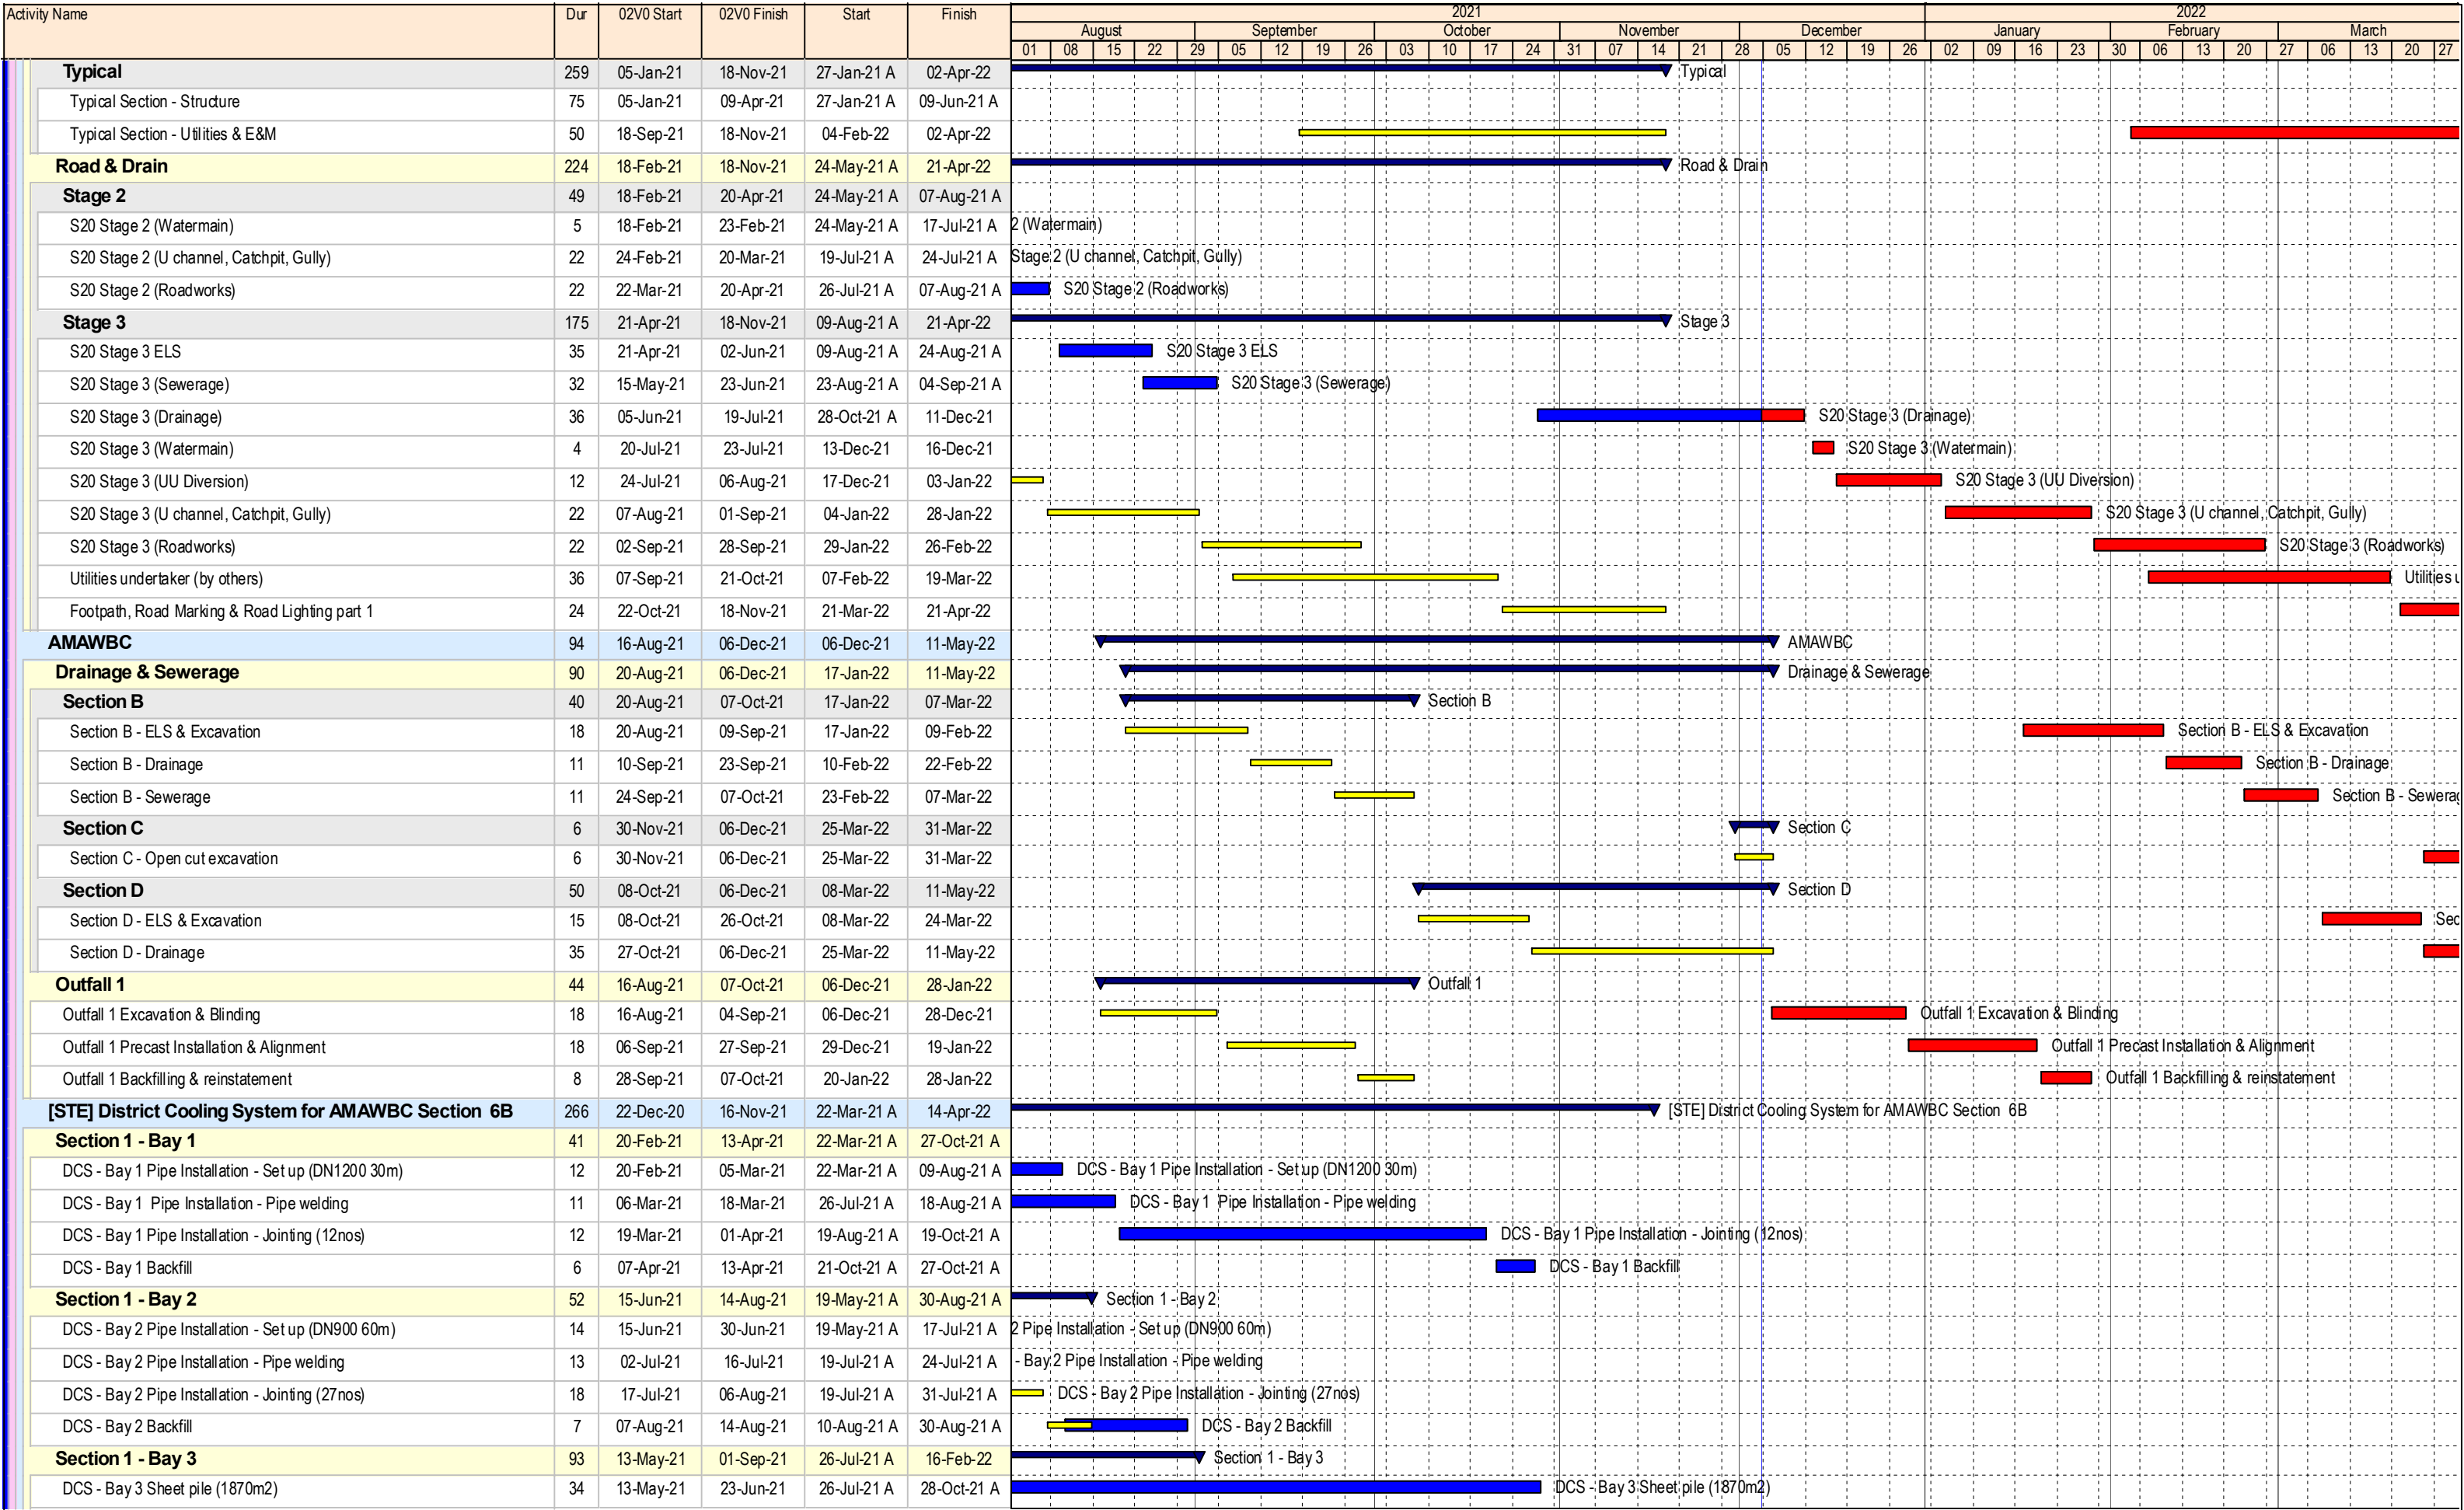 Activity Name Dur 02V0 Start 02V0 Finish Start Finish 2021 2022
August September October November December January February March
01 08 15 22 29 05 12 19 26 03 10 17 24 31 07 14 21 28 05 12 19 26 02 09 16 23 30 06 13 20 27 06 13 20 27
Typical 259 05-Jan-21 18-Nov-21 27-Jan-21 A 02-Apr-22 Typical
Typical Section - Structure 75 05-Jan-21 09-Apr-21 27-Jan-21 A 09-Jun-21 A
Typical Section - Utilities & E&M 50 18-Sep-21 18-Nov-21 04-Feb-22 02-Apr-22
Road & Drain 224 18-Feb-21 18-Nov-21 24-May-21 A 21-Apr-22 Road & Drain
Stage 2 49 18-Feb-21 20-Apr-21 24-May-21 A 07-Aug-21 A
S20 Stage 2 (Watermain) 5 18-Feb-21 23-Feb-21 24-May-21 A 17-Jul-21 A 2 (Watermain)
S20 Stage 2 (U channel, Catchpit, Gully) 22 24-Feb-21 20-Mar-21 19-Jul-21 A 24-Jul-21 A Stage 2 (U channel, Catchpit, Gully)
S20 Stage 2 (Roadworks) 22 22-Mar-21 20-Apr-21 26-Jul-21 A 07-Aug-21 A S20 Stage 2 (Roadworks)
Stage 3 175 21-Apr-21 18-Nov-21 09-Aug-21 A 21-Apr-22 Stage 3
S20 Stage 3 ELS 35 21-Apr-21 02-Jun-21 09-Aug-21 A 24-Aug-21 A S20 Stage 3 ELS
S20 Stage 3 (Sewerage) 32 15-May-21 23-Jun-21 23-Aug-21 A 04-Sep-21 A S20 Stage 3 (Sewerage)
S20 Stage 3 (Drainage) 36 05-Jun-21 19-Jul-21 28-Oct-21 A 11-Dec-21 S20 Stage 3 (Drainage)
S20 Stage 3 (Watermain) 4 20-Jul-21 23-Jul-21 13-Dec-21 16-Dec-21 S20 Stage 3 (Watermain)
S20 Stage 3 (UU Diversion) 12 24-Jul-21 06-Aug-21 17-Dec-21 03-Jan-22 S20 Stage 3 (UU Diversion)
S20 Stage 3 (U channel, Catchpit, Gully) 22 07-Aug-21 01-Sep-21 04-Jan-22 28-Jan-22 S20 Stage 3 (U channel, Catchpit, Gully)
S20 Stage 3 (Roadworks) 22 02-Sep-21 28-Sep-21 29-Jan-22 26-Feb-22 S20 Stage 3 (Roadworks)
Utilities undertaker (by others) 36 07-Sep-21 21-Oct-21 07-Feb-22 19-Mar-22 Utilities u
Footpath, Road Marking & Road Lighting part 1 24 22-Oct-21 18-Nov-21 21-Mar-22 21-Apr-22
AMAWBC 94 16-Aug-21 06-Dec-21 06-Dec-21 11-May-22 AMAWBC
Drainage & Sewerage 90 20-Aug-21 06-Dec-21 17-Jan-22 11-May-22 Drainage & Sewerage
Section B 40 20-Aug-21 07-Oct-21 17-Jan-22 07-Mar-22 Section B
Section B - ELS & Excavation 18 20-Aug-21 09-Sep-21 17-Jan-22 09-Feb-22 Section B - ELS & Excavation
Section B - Drainage 11 10-Sep-21 23-Sep-21 10-Feb-22 22-Feb-22 Section B - Drainage
Section B - Sewerage 11 24-Sep-21 07-Oct-21 23-Feb-22 07-Mar-22 Section B - Sewerag
Section C 6 30-Nov-21 06-Dec-21 25-Mar-22 31-Mar-22 Section C
Section C - Open cut excavation 6 30-Nov-21 06-Dec-21 25-Mar-22 31-Mar-22
Section D 50 08-Oct-21 06-Dec-21 08-Mar-22 11-May-22 Section D
Section D - ELS & Excavation 15 08-Oct-21 26-Oct-21 08-Mar-22 24-Mar-22 Sec
Section D - Drainage 35 27-Oct-21 06-Dec-21 25-Mar-22 11-May-22
Outfall 1 44 16-Aug-21 07-Oct-21 06-Dec-21 28-Jan-22 Outfall 1
Outfall 1 Excavation & Blinding 18 16-Aug-21 04-Sep-21 06-Dec-21 28-Dec-21 Outfall 1 Excavation & Blinding
Outfall 1 Precast Installation & Alignment 18 06-Sep-21 27-Sep-21 29-Dec-21 19-Jan-22 Outfall 1 Precast Installation & Alignment
Outfall 1 Backfilling & reinstatement 8 28-Sep-21 07-Oct-21 20-Jan-22 28-Jan-22 Outfall 1 Backfilling & reinstatement
[STE] District Cooling System for AMAWBC Section 6B 266 22-Dec-20 16-Nov-21 22-Mar-21 A 14-Apr-22 [STE] District Cooling System for AMAWBC Section 6B
Section 1 - Bay 1 41 20-Feb-21 13-Apr-21 22-Mar-21 A 27-Oct-21 A
DCS - Bay 1 Pipe Installation - Set up (DN1200 30m) 12 20-Feb-21 05-Mar-21 22-Mar-21 A 09-Aug-21 A DCS - Bay 1 Pipe Installation - Set up (DN1200 30m)
DCS - Bay 1 Pipe Installation - Pipe welding 11 06-Mar-21 18-Mar-21 26-Jul-21 A 18-Aug-21 A DCS - Bay 1 Pipe Installation - Pipe welding
DCS - Bay 1 Pipe Installation - Jointing (12nos) 12 19-Mar-21 01-Apr-21 19-Aug-21 A 19-Oct-21 A DCS - Bay 1 Pipe Installation - Jointing (12nos)
DCS - Bay 1 Backfill 6 07-Apr-21 13-Apr-21 21-Oct-21 A 27-Oct-21 A DCS - Bay 1 Backfill
Section 1 - Bay 2 52 15-Jun-21 14-Aug-21 19-May-21 A 30-Aug-21 A Section 1 - Bay 2
DCS - Bay 2 Pipe Installation - Set up (DN900 60m) 14 15-Jun-21 30-Jun-21 19-May-21 A 17-Jul-21 A 2 Pipe Installation - Set up (DN900 60m)
DCS - Bay 2 Pipe Installation - Pipe welding 13 02-Jul-21 16-Jul-21 19-Jul-21 A 24-Jul-21 A - Bay 2 Pipe Installation - Pipe welding
DCS - Bay 2 Pipe Installation - Jointing (27nos) 18 17-Jul-21 06-Aug-21 19-Jul-21 A 31-Jul-21 A DCS - Bay 2 Pipe Installation - Jointing (27nos)
DCS - Bay 2 Backfill 7 07-Aug-21 14-Aug-21 10-Aug-21 A 30-Aug-21 A DCS - Bay 2 Backfill
Section 1 - Bay 3 93 13-May-21 01-Sep-21 26-Jul-21 A 16-Feb-22 Section 1 - Bay 3
DCS - Bay 3 Sheet pile (1870m2) 34 13-May-21 23-Jun-21 26-Jul-21 A 28-Oct-21 A DCS - Bay 3 Sheet pile (1870m2)